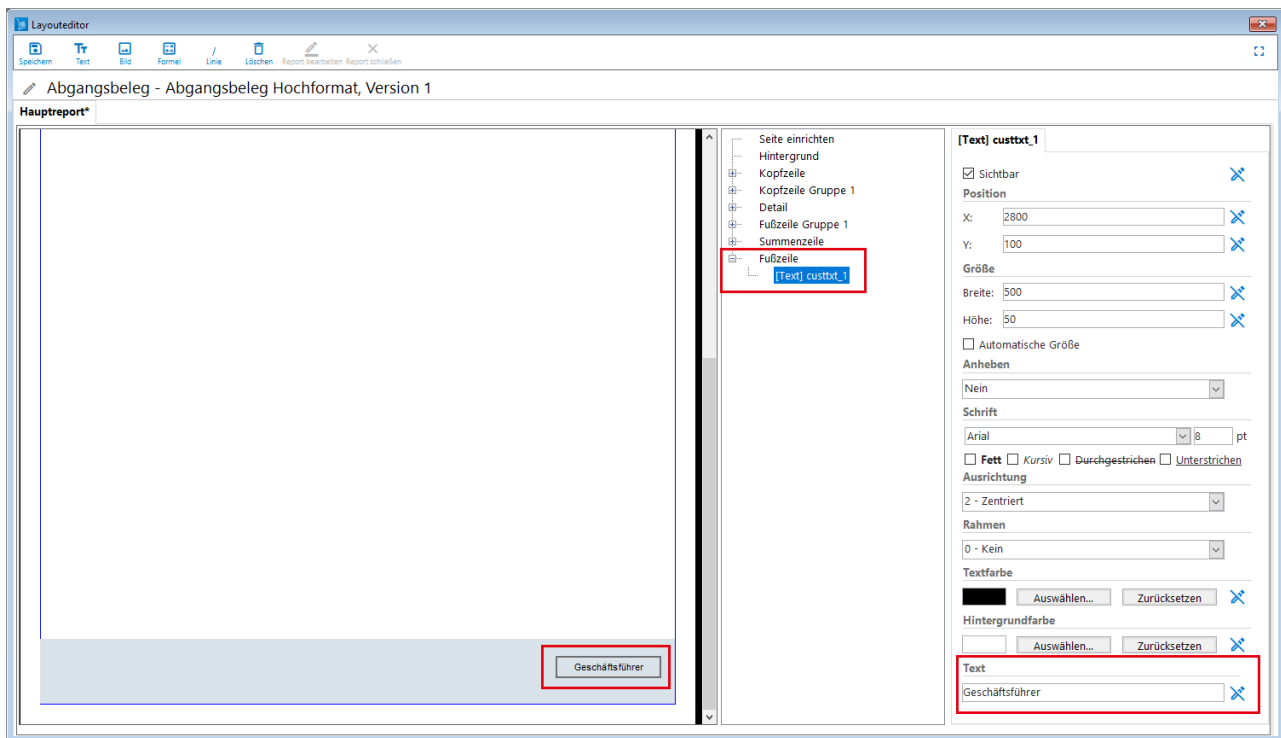 Layouteditor
Speichern Text Bild Formel Linie Löschen Report bearbeiten Report schließen
Abgangsbeleg - Abgangsbeleg Hochformat, Version 1
Hauptreport*
Geschäftsführer
Seite einrichten
Hintergrund
Kopfzeile
Kopfzeile Gruppe 1
Detail
Fußzeile Gruppe 1
Summenzeile
Fußzeile
[Text] custtxt_1
[Text] custtxt_1
Sichtbar
Position
X: 2800
Y: 100
Größe
Breite: 500
Höhe: 50
Automatische Größe
Anheben
Nein
Schrift
Arial 8 pt
Fett Kursiv Durchgestrichen Unterstrichen
Ausrichtung
2 - Zentriert
Rahmen
0 - Kein
Textfarbe
Auswählen... Zurücksetzen
Hintergrundfarbe
Auswählen... Zurücksetzen
Text
Geschäftsführer